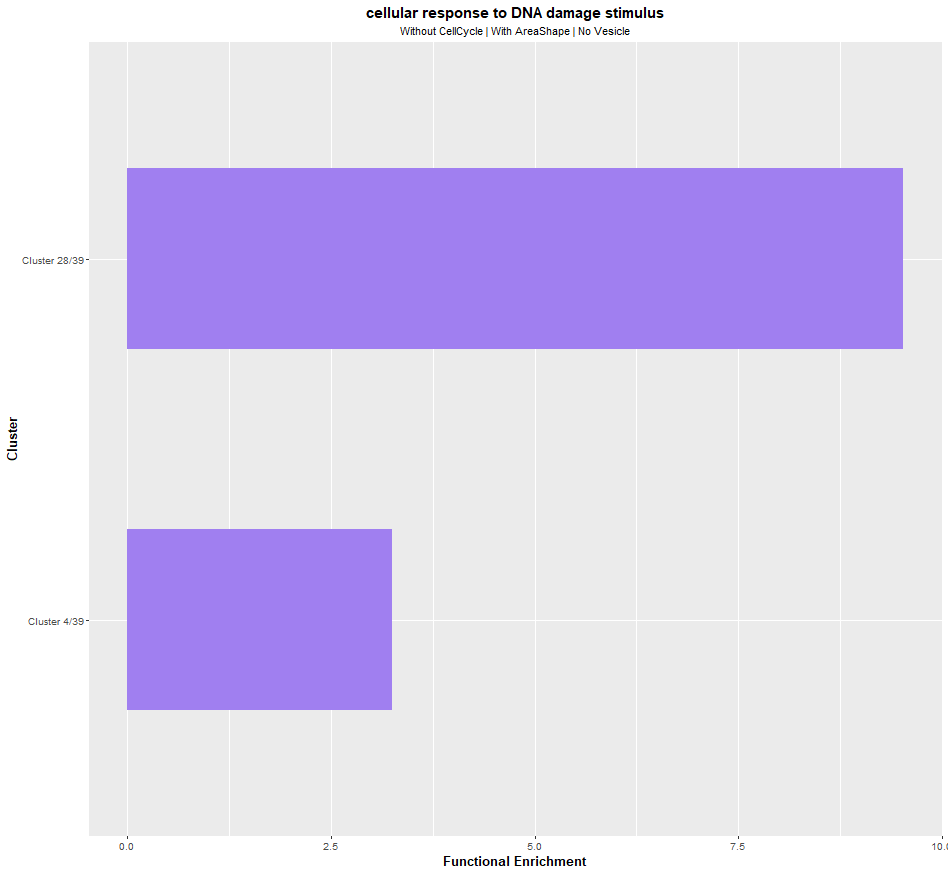 cellular response to DNA damage stimulus
Without CellCycle | With AreaShape | No Vesicle
Cluster 28/39
Cluster
Cluster 4/39
0.0 2.5 5.0 7.5 10.0
Functional Enrichment